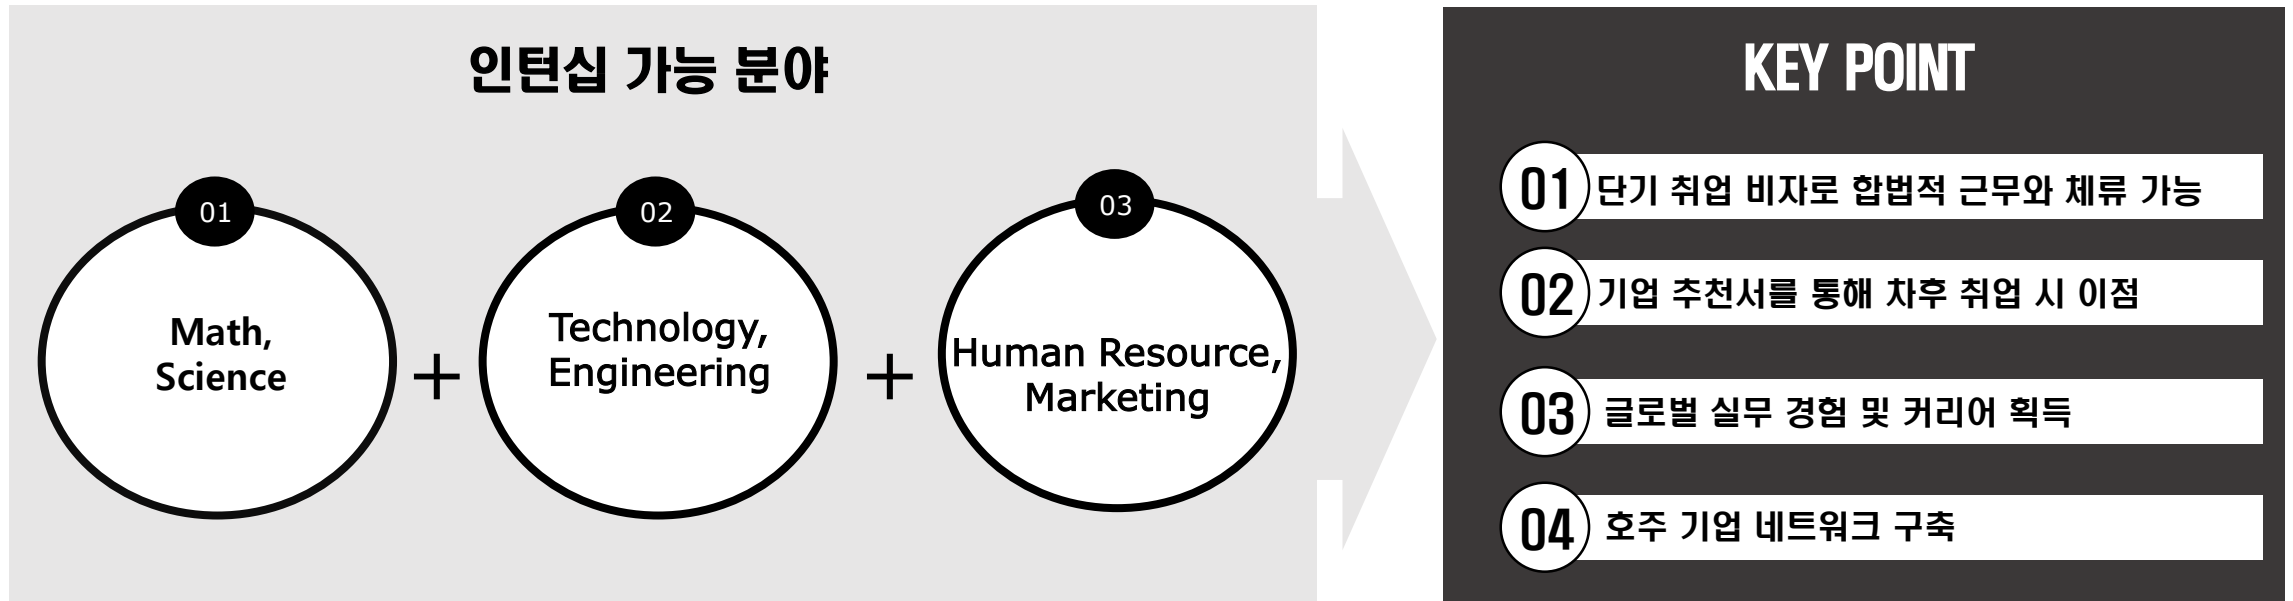 인턴십 가능 분야
01
Math,
Science
+
02
Technology,
Engineering
+
03
Human Resource,
Marketing
KEY POINT
01 단기 취업 비자로 합법적 근무와 체류 가능
02 기업 추천서를 통해 차후 취업 시 이점
03 글로벌 실무 경험 및 커리어 획득
04 호주 기업 네트워크 구축